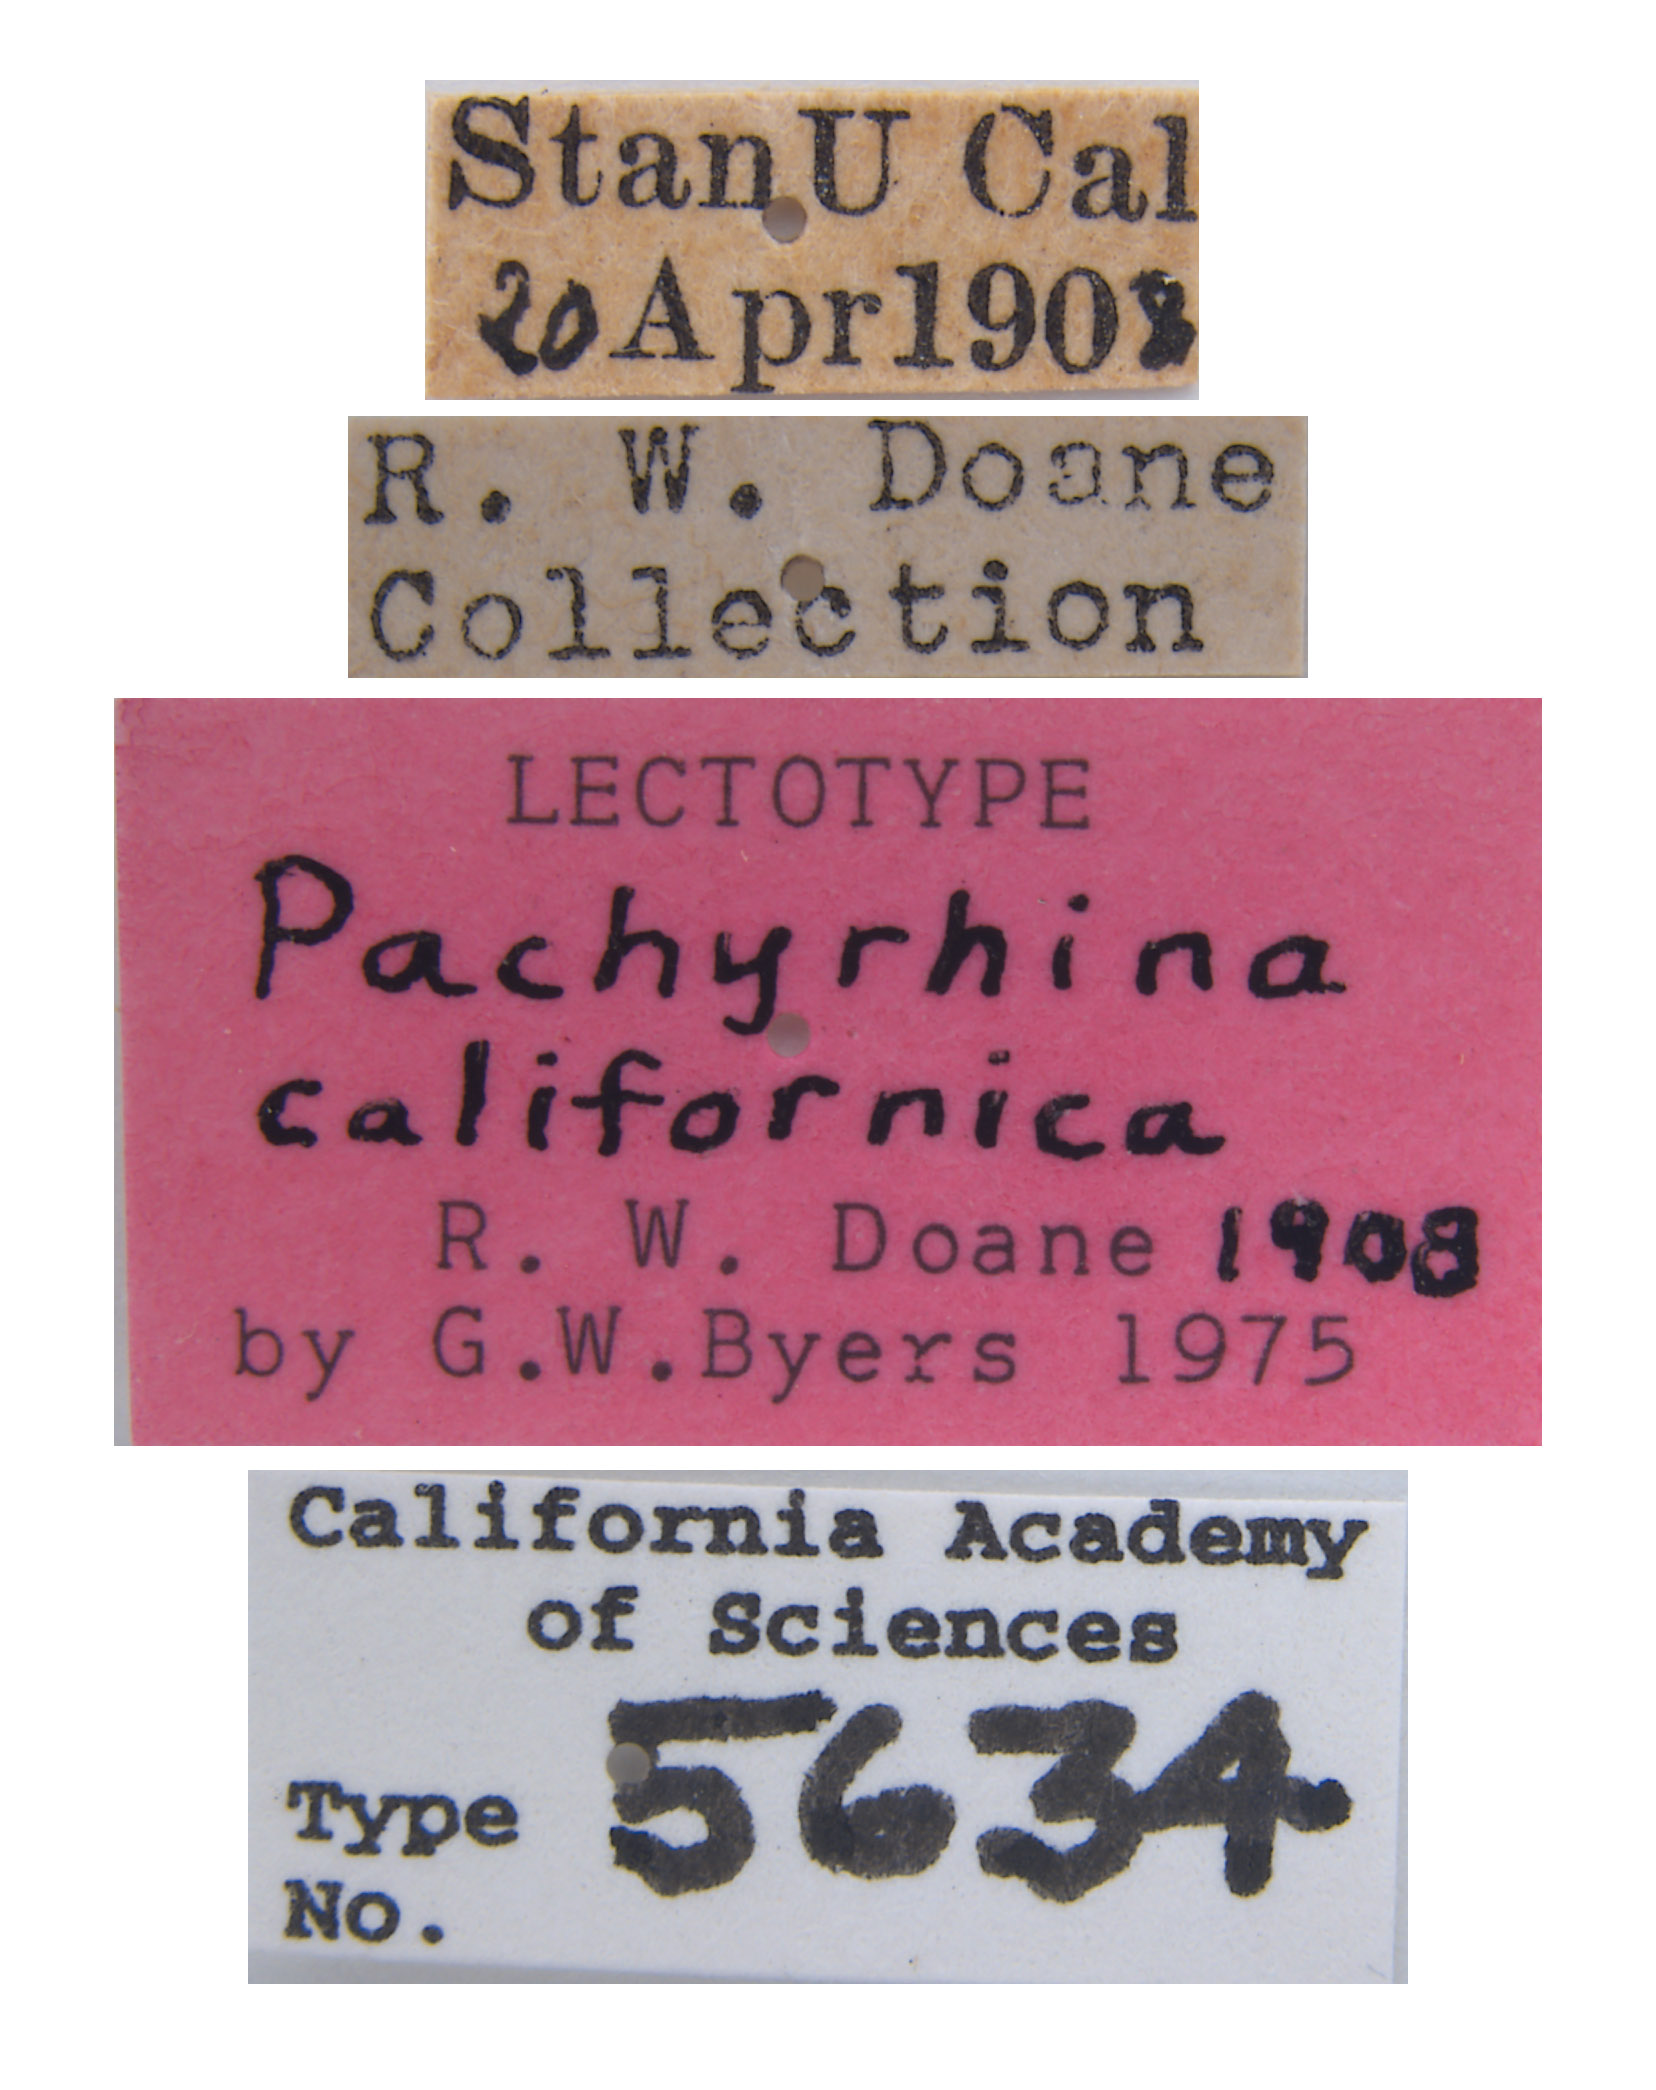 StanU Cal
20 Apr 1908
R. W. Doane
Collection
LECTOTYPE
Pachyrhina
californica
R. W. Doane 1908
by G.W.Byers 1975
California Academy
of Sciences
Type
No. 5634